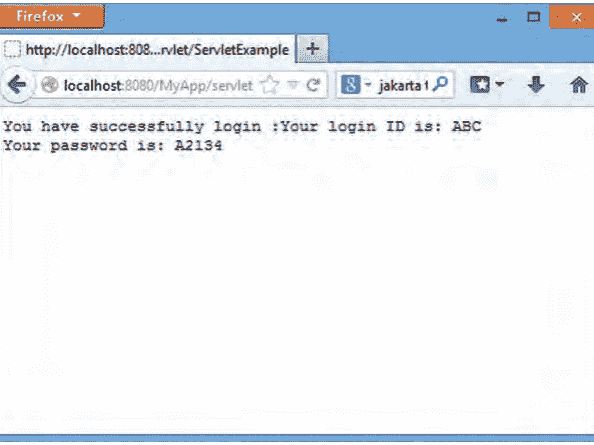 Firefox
http://localhost:808...rvlet/ServletExample
localhost:8080/MyApp/servlet
jakarta t
You have successfully login :Your login ID is: ABC
Your password is: A2134